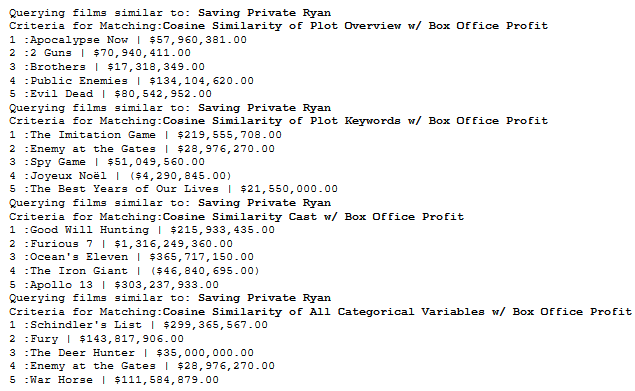 Querying films similar to: Saving Private Ryan
Criteria for Matching:Cosine Similarity of Plot Overview w/ Box Office Profit
1 :Apocalypse Now | $57,960,381.00
2 :2 Guns | $70,940,411.00
3 :Brothers | $17,318,349.00
4 :Public Enemies | $134,104,620.00
5 :Evil Dead | $80,542,952.00
Querying films similar to: Saving Private Ryan
Criteria for Matching:Cosine Similarity of Plot Keywords w/ Box Office Profit
1 :The Imitation Game | $219,555,708.00
2 :Enemy at the Gates | $28,976,270.00
3 :Spy Game | $51,049,560.00
4 :Joyeux Noël | ($4,290,845.00)
5 :The Best Years of Our Lives | $21,550,000.00
Querying films similar to: Saving Private Ryan
Criteria for Matching:Cosine Similarity Cast w/ Box Office Profit
1 :Good Will Hunting | $215,933,435.00
2 :Furious 7 | $1,316,249,360.00
3 :Ocean's Eleven | $365,717,150.00
4 :The Iron Giant | ($46,840,695.00)
5 :Apollo 13 | $303,237,933.00
Querying films similar to: Saving Private Ryan
Criteria for Matching:Cosine Similarity of All Categorical Variables w/ Box Office Profit
1 :Schindler's List | $299,365,567.00
2 :Fury | $143,817,906.00
3 :The Deer Hunter | $35,000,000.00
4 :Enemy at the Gates | $28,976,270.00
5 :War Horse | $111,584,879.00